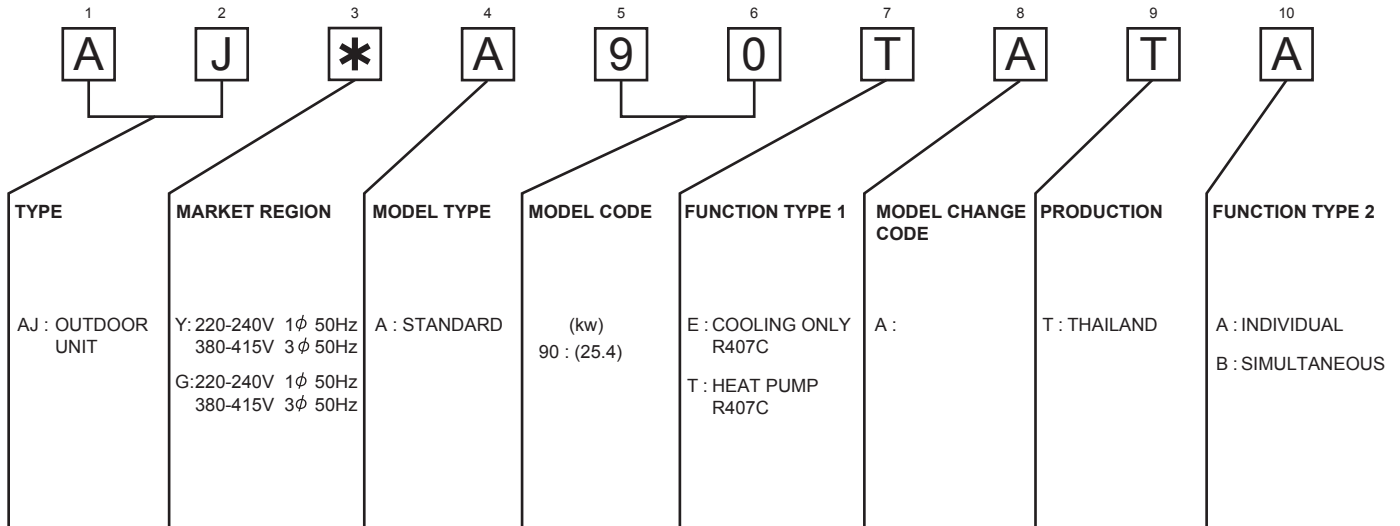 1 2 3 4 5 6 7 8 9 10
A J * A 9 0 T A T A
TYPE
AJ : OUTDOOR
UNIT
MARKET REGION
Y: 220-240V 1ϕ 50Hz
380-415V 3ϕ 50Hz
G:220-240V 1ϕ 50Hz
380-415V 3ϕ 50Hz
MODEL TYPE
A : STANDARD
MODEL CODE
(kw)
90 : (25.4)
FUNCTION TYPE 1
E : COOLING ONLY
R407C
T : HEAT PUMP
R407C
MODEL CHANGE
CODE
A :
PRODUCTION
T : THAILAND
FUNCTION TYPE 2
A : INDIVIDUAL
B : SIMULTANEOUS